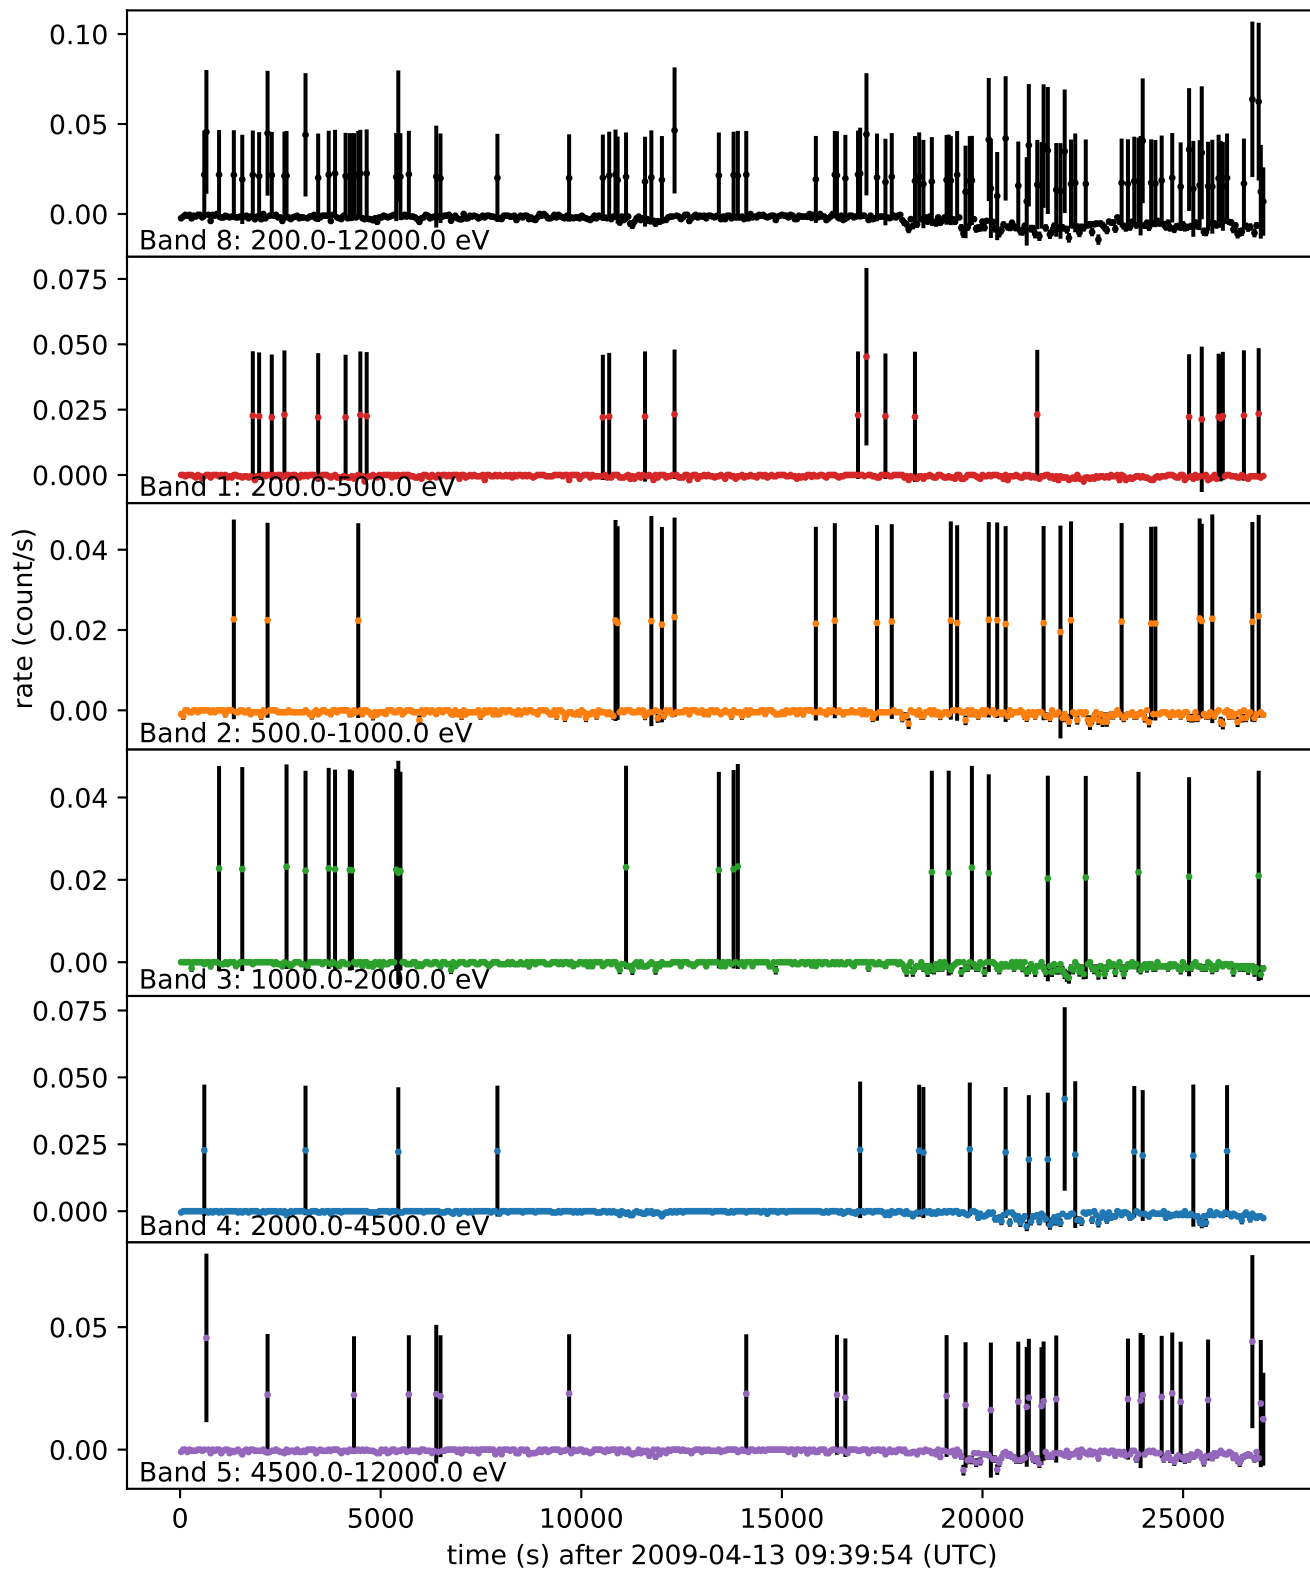 0.10
0.05
0.00
Band 8: 200.0-12000.0 eV
0.075
0.050
0.025
0.000
Band 1: 200.0-500.0 eV
rate (count/s)
0.04
0.02
0.00
Band 2: 500.0-1000.0 eV
0.04
0.02
0.00
Band 3: 1000.0-2000.0 eV
0.075
0.050
0.025
0.000
Band 4: 2000.0-4500.0 eV
0.05
0.00
Band 5: 4500.0-12000.0 eV
0 5000 10000 15000 20000 25000
time (s) after 2009-04-13 09:39:54 (UTC)